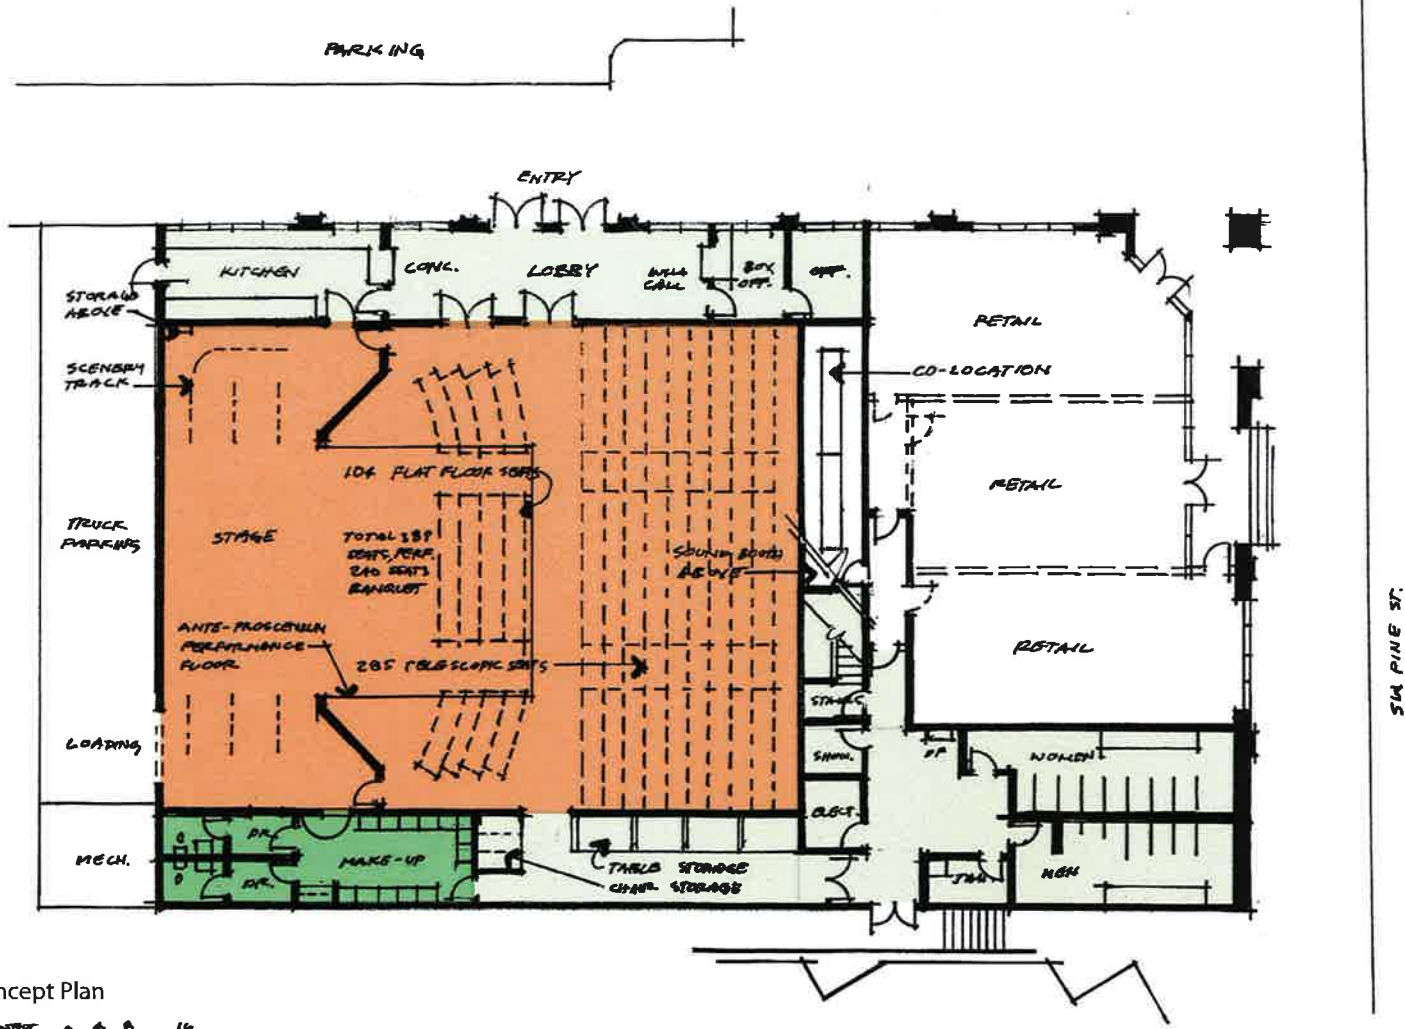 PARKING
ENTRY
KITCHEN
CONC.
LOBBY
WILL
CALL
BOX
OFF.
OFF.
STORAGE
ABOVE
RETAIL
SCENERY
TRACK
CO-LOCATION
104 FLAT FLOOR SEATS
RETAIL
TRUCK
PARKING
STAGE
TOTAL 389
SEATS, PERF.
240 SEATS
BANQUET
SOUND BOOTH
ABOVE
SW PINE ST.
ANTE-PROSCENIUM
PERFORMANCE
FLOOR
285 TELESCOPIC SEATS
RETAIL
LOADING
DF
WOMEN
ELECT.
MECH.
DR.
DR.
MAKE-UP
TABLE STORAGE
CHAIR STORAGE
JAN
MEN
ncept Plan